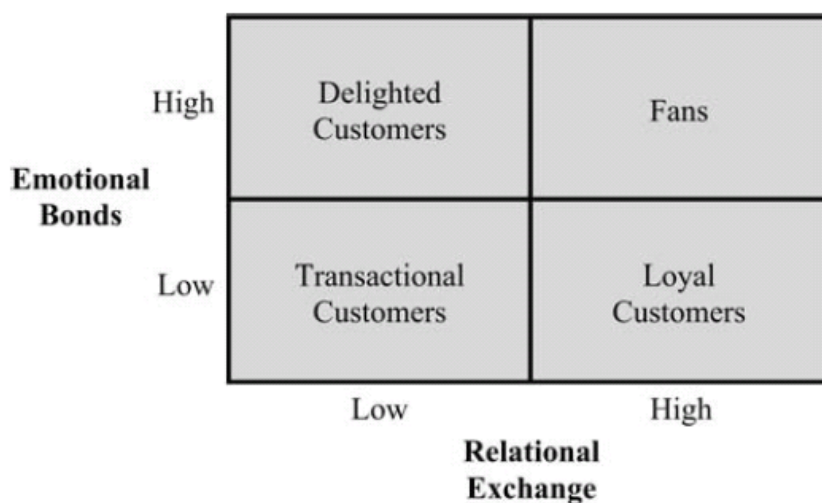 High
Delighted
Customers
Fans
Emotional
Bonds
Low
Transactional
Customers
Loyal
Customers
Low
High
Relational
Exchange